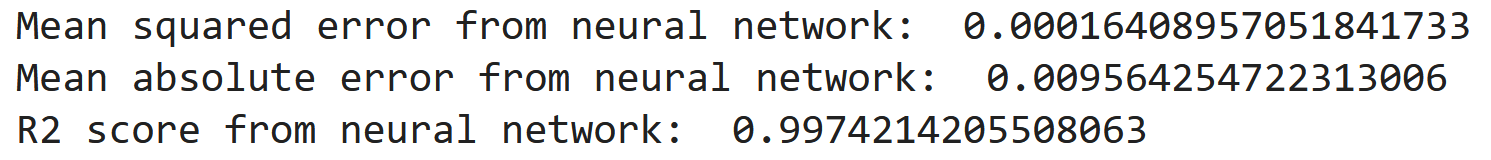 Mean squared error from neural network:  0.00016408957051841733
Mean absolute error from neural network:  0.009564254722313006
R2 score from neural network:  0.9974214205508063